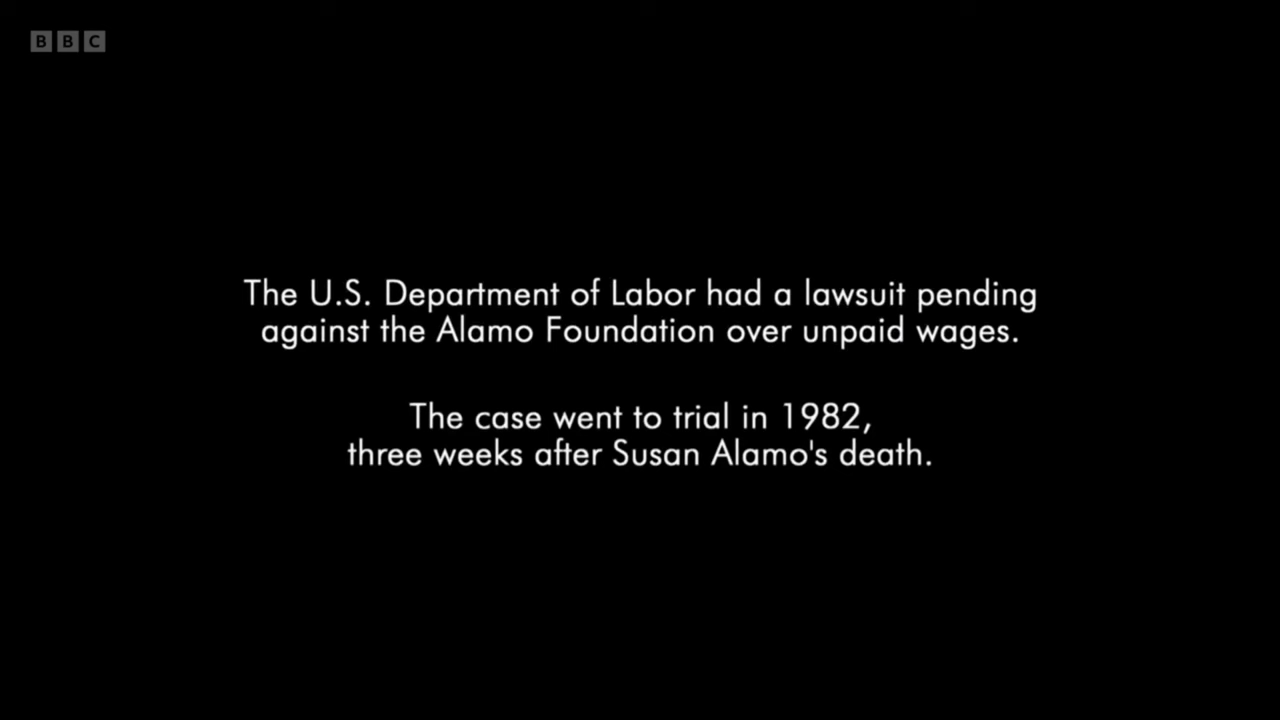 BBC
The U.S. Department of Labor had a lawsuit pending
against the Alamo Foundation over unpaid wages.
The case went to trial in 1982,
three weeks after Susan Alamo's death.